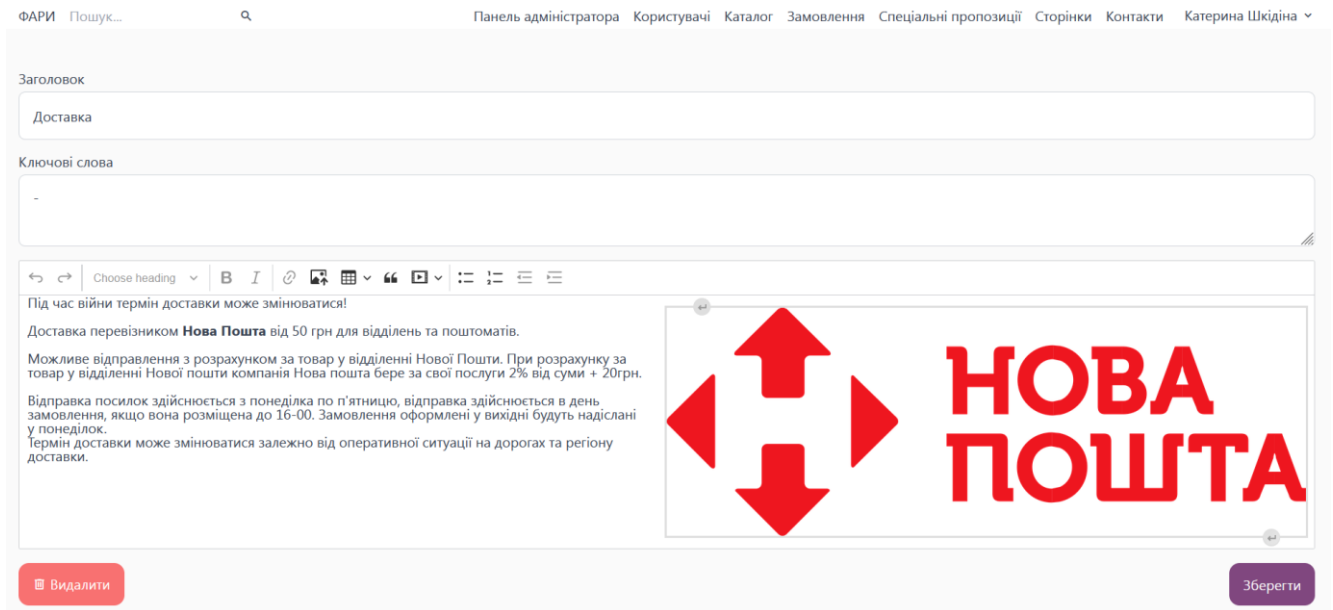 ФАРИ Пошук... Панель адміністратора Користувачі Каталог Замовлення Спеціальні пропозиції Сторінки Контакти Катерина Шкідіна
Заголовок
Доставка
Ключові слова
-
Choose heading B I
Під час війни термін доставки може змінюватися!
Доставка перевізником Нова Пошта від 50 грн для відділень та поштоматів.
Можливе відправлення з розрахунком за товар у відділенні Нової Пошти. При розрахунку за
товар у відділенні Нової пошти компанія Нова пошта бере за свої послуги 2% від суми + 20грн.
Відправка посилок здійснюється з понеділка по п'ятницю, відправка здійснюється в день
замовлення, якщо вона розміщена до 16-00. Замовлення оформлені у вихідні будуть надіслані
у понеділок.
Термін доставки може змінюватися залежно від оперативної ситуації на дорогах та регіону
доставки.
НОВА
ПОШТА
Видалити
Зберегти